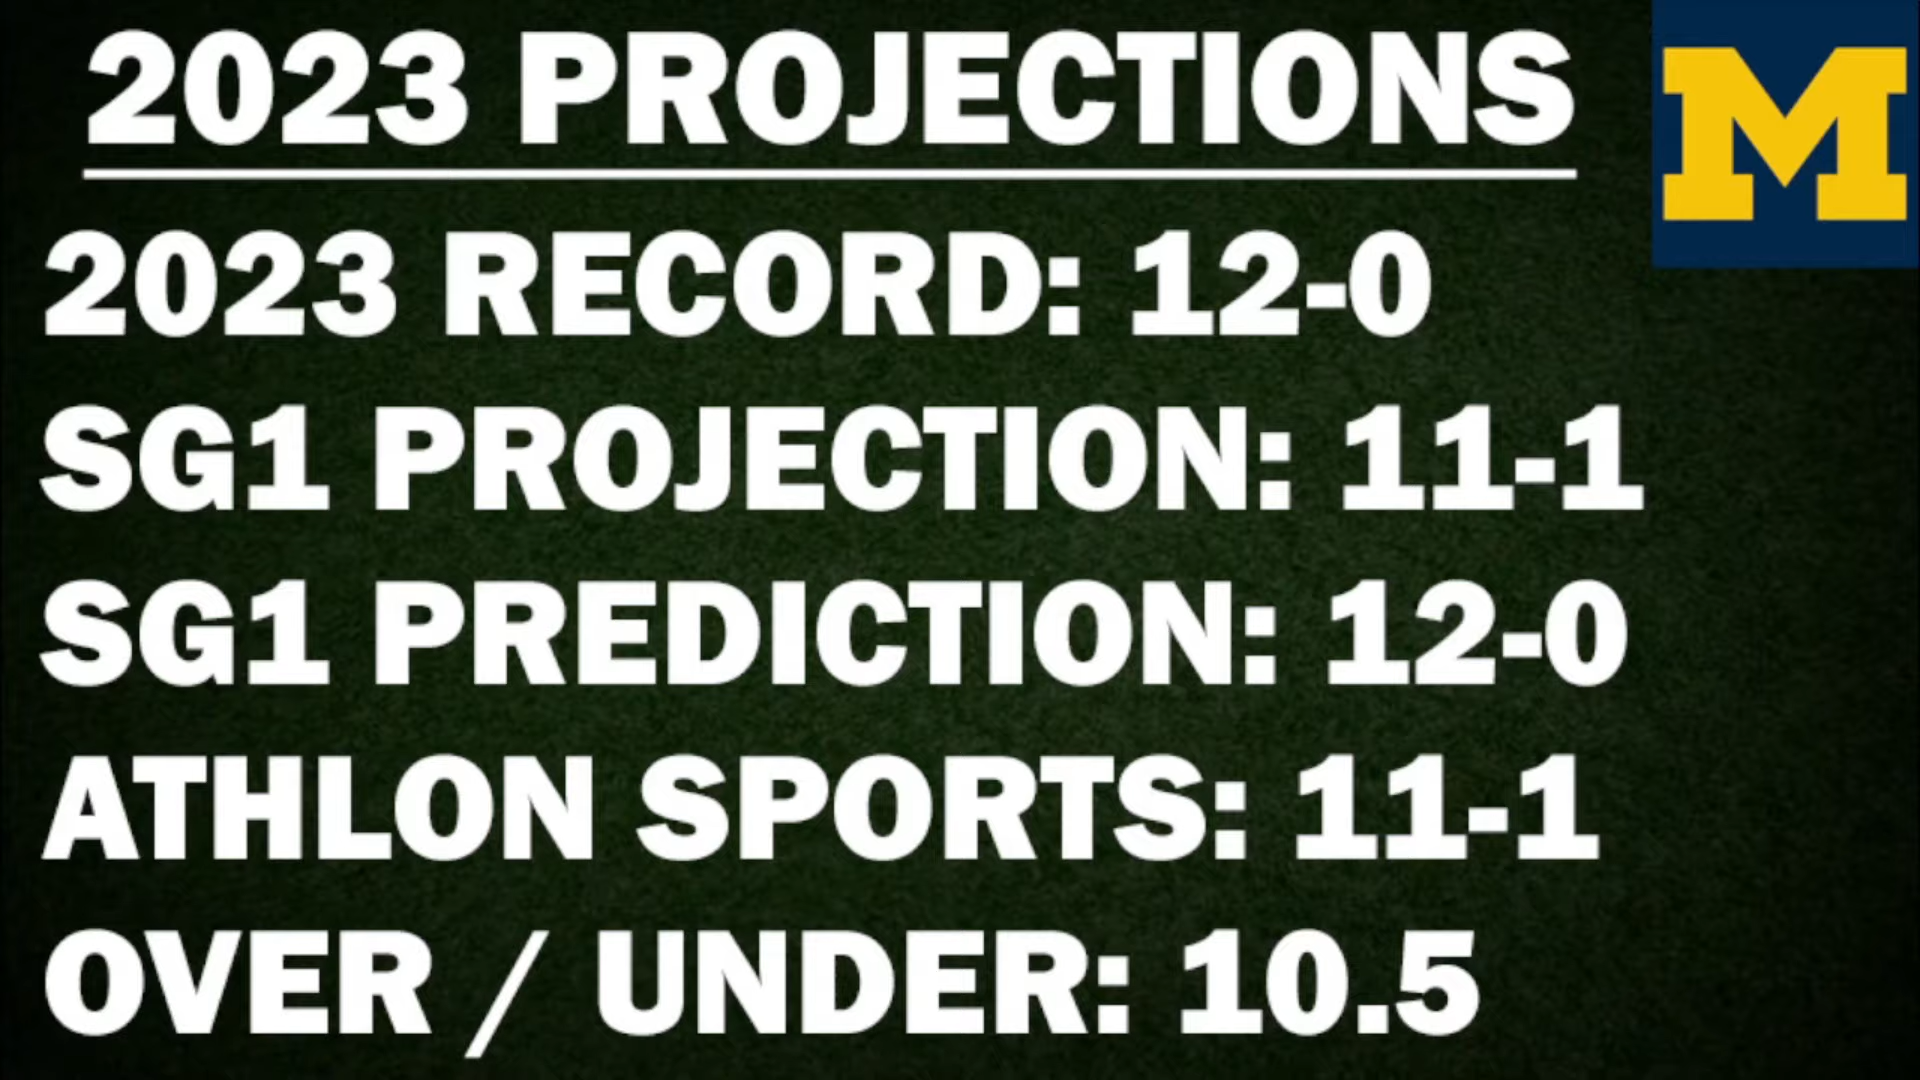 2023 PROJECTIONS
M
2023 RECORD: 12-0
SG1 PROJECTION: 11-1
SG1 PREDICTION: 12-0
ATHLON SPORTS: 11-1
OVER / UNDER: 10.5